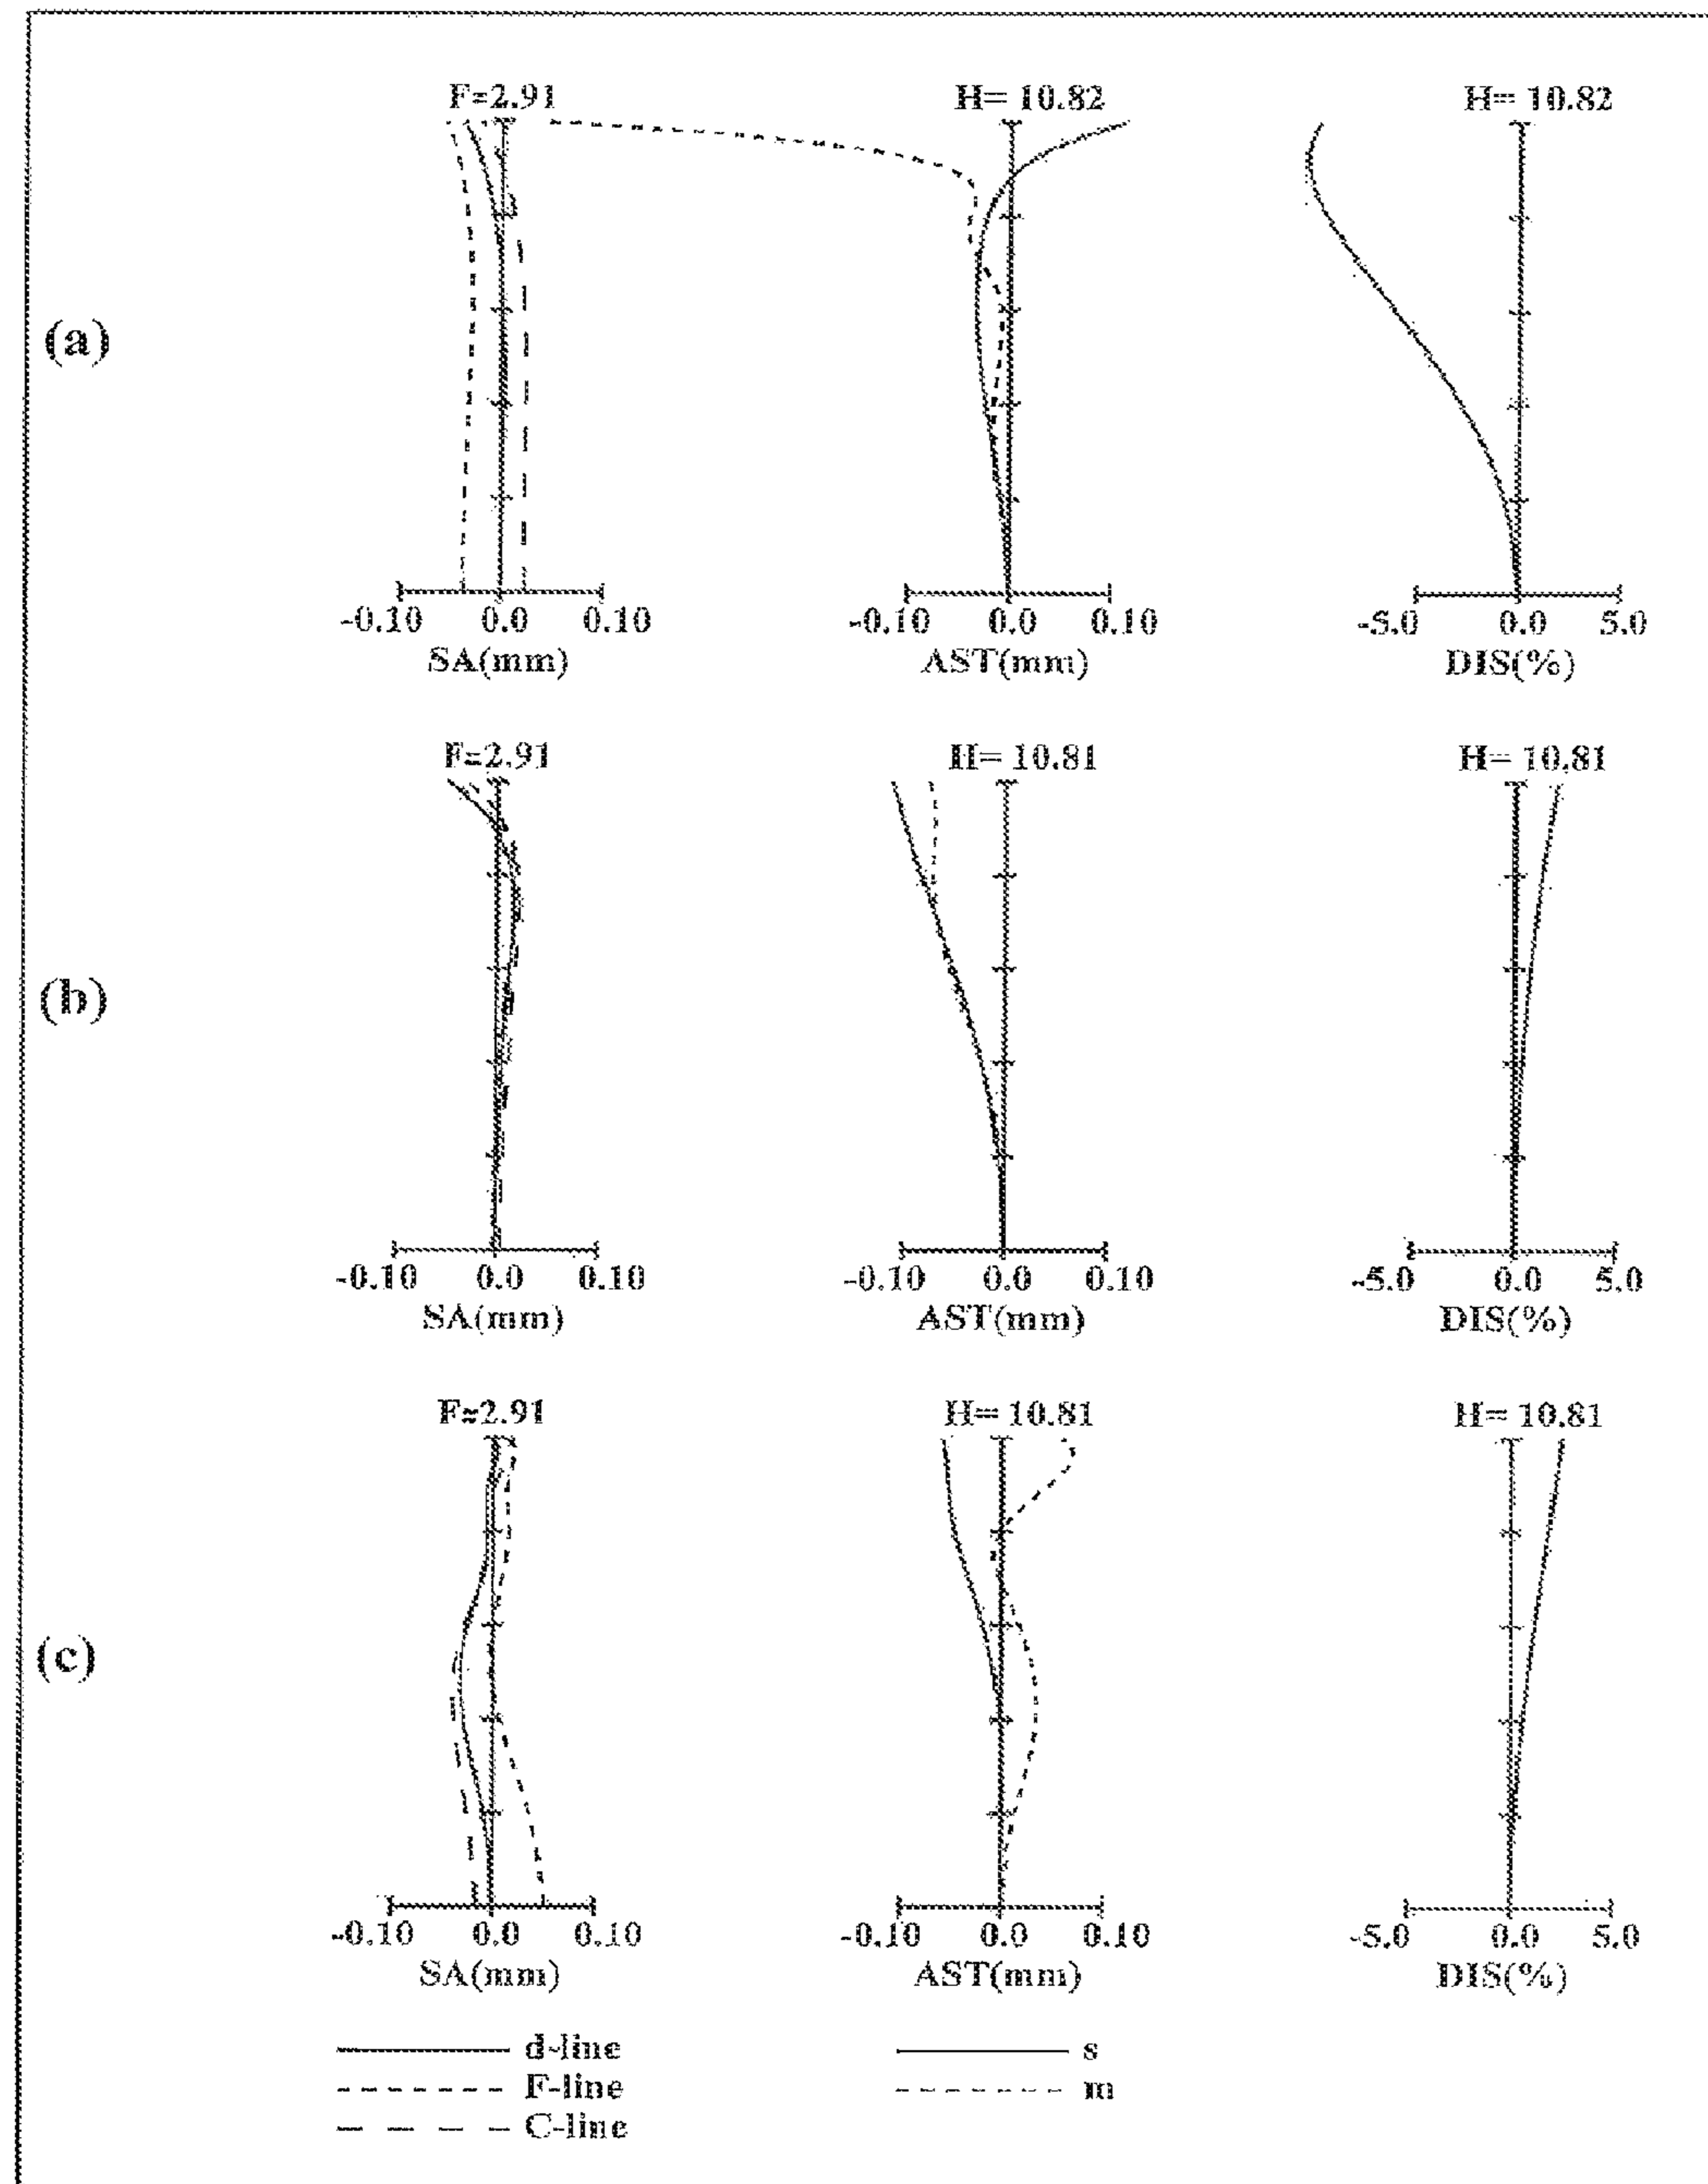 (a)
F=2.91
H= 10.82
H= 10.82
-0.10 0.0 0.10
SA(mm)
-0.10 0.0 0.10
AST(mm)
-5.0 0.0 5.0
DIS(%)
(b)
F=2.91
H= 10.81
H= 10.81
-0.10 0.0 0.10
SA(mm)
-0.10 0.0 0.10
AST(mm)
-5.0 0.0 5.0
DIS(%)
(c)
F=2.91
H= 10.81
H= 10.81
-0.10 0.0 0.10
SA(mm)
-0.10 0.0 0.10
AST(mm)
-5.0 0.0 5.0
DIS(%)
d-line
F-line
C-line
s
m